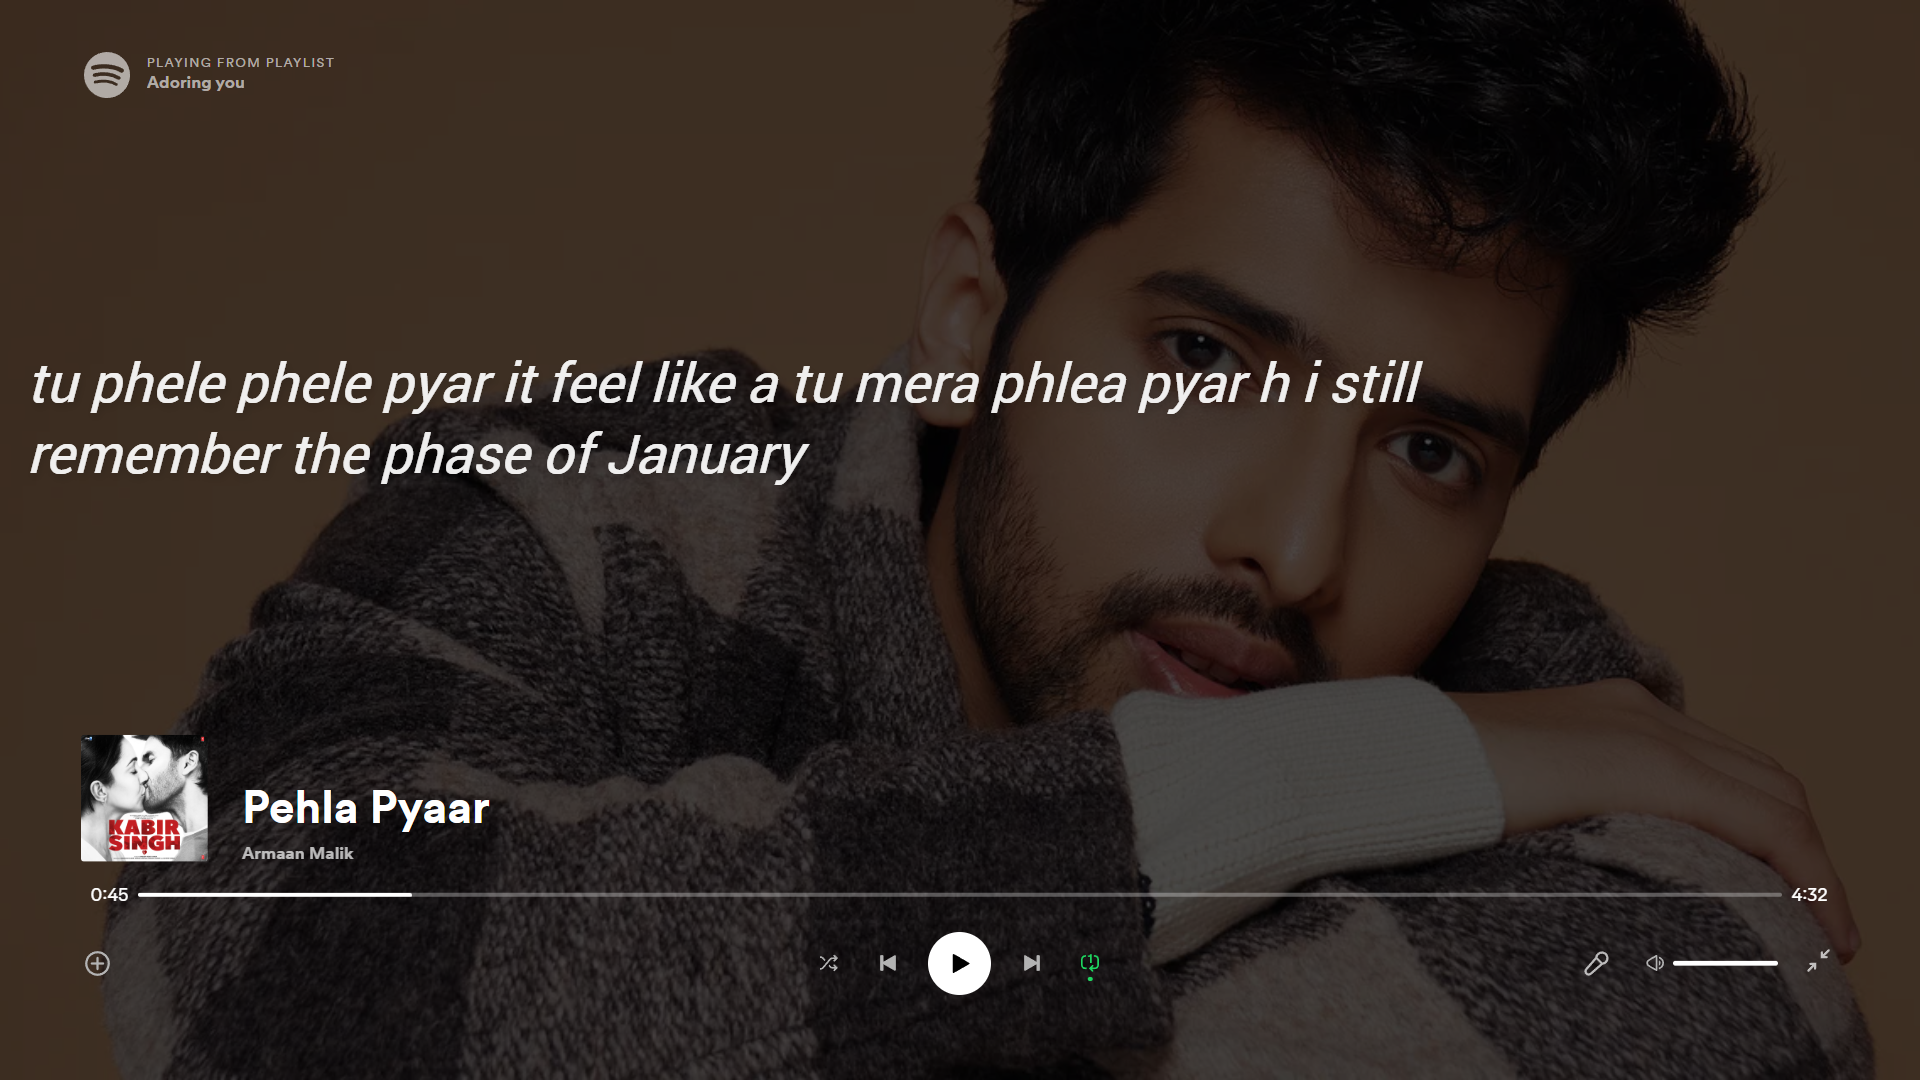 PLAYING FROM PLAYLIST
Adoring you
tu phele phele pyar it feel like a tu mera phlea pyar h i still
remember the phase of January
KABIR
SINGH
Pehla Pyaar
Armaan Malik
0:45
4:32